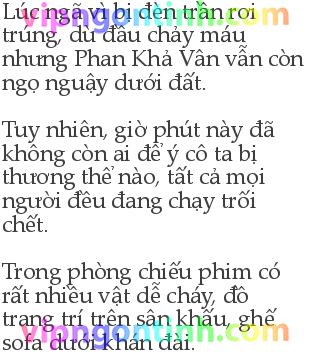 Lúc ngã vì bị đèn trần rơi
trúng, dù đầu chảy máu
nhưng Phan Khả Vân vẫn còn
ngọ nguậy dưới đất.
Tuy nhiên, giờ phút này đã
không còn ai để ý cô ta bị
thương thế nào, tất cả mọi
người đều đang chạy trối
chết.
Trong phòng chiếu phim có
rất nhiều vật dễ cháy, đồ
trang trí trên sân khấu, ghế
sofa dưới khán đài.
vipngontinh.com
vipngontinh.com